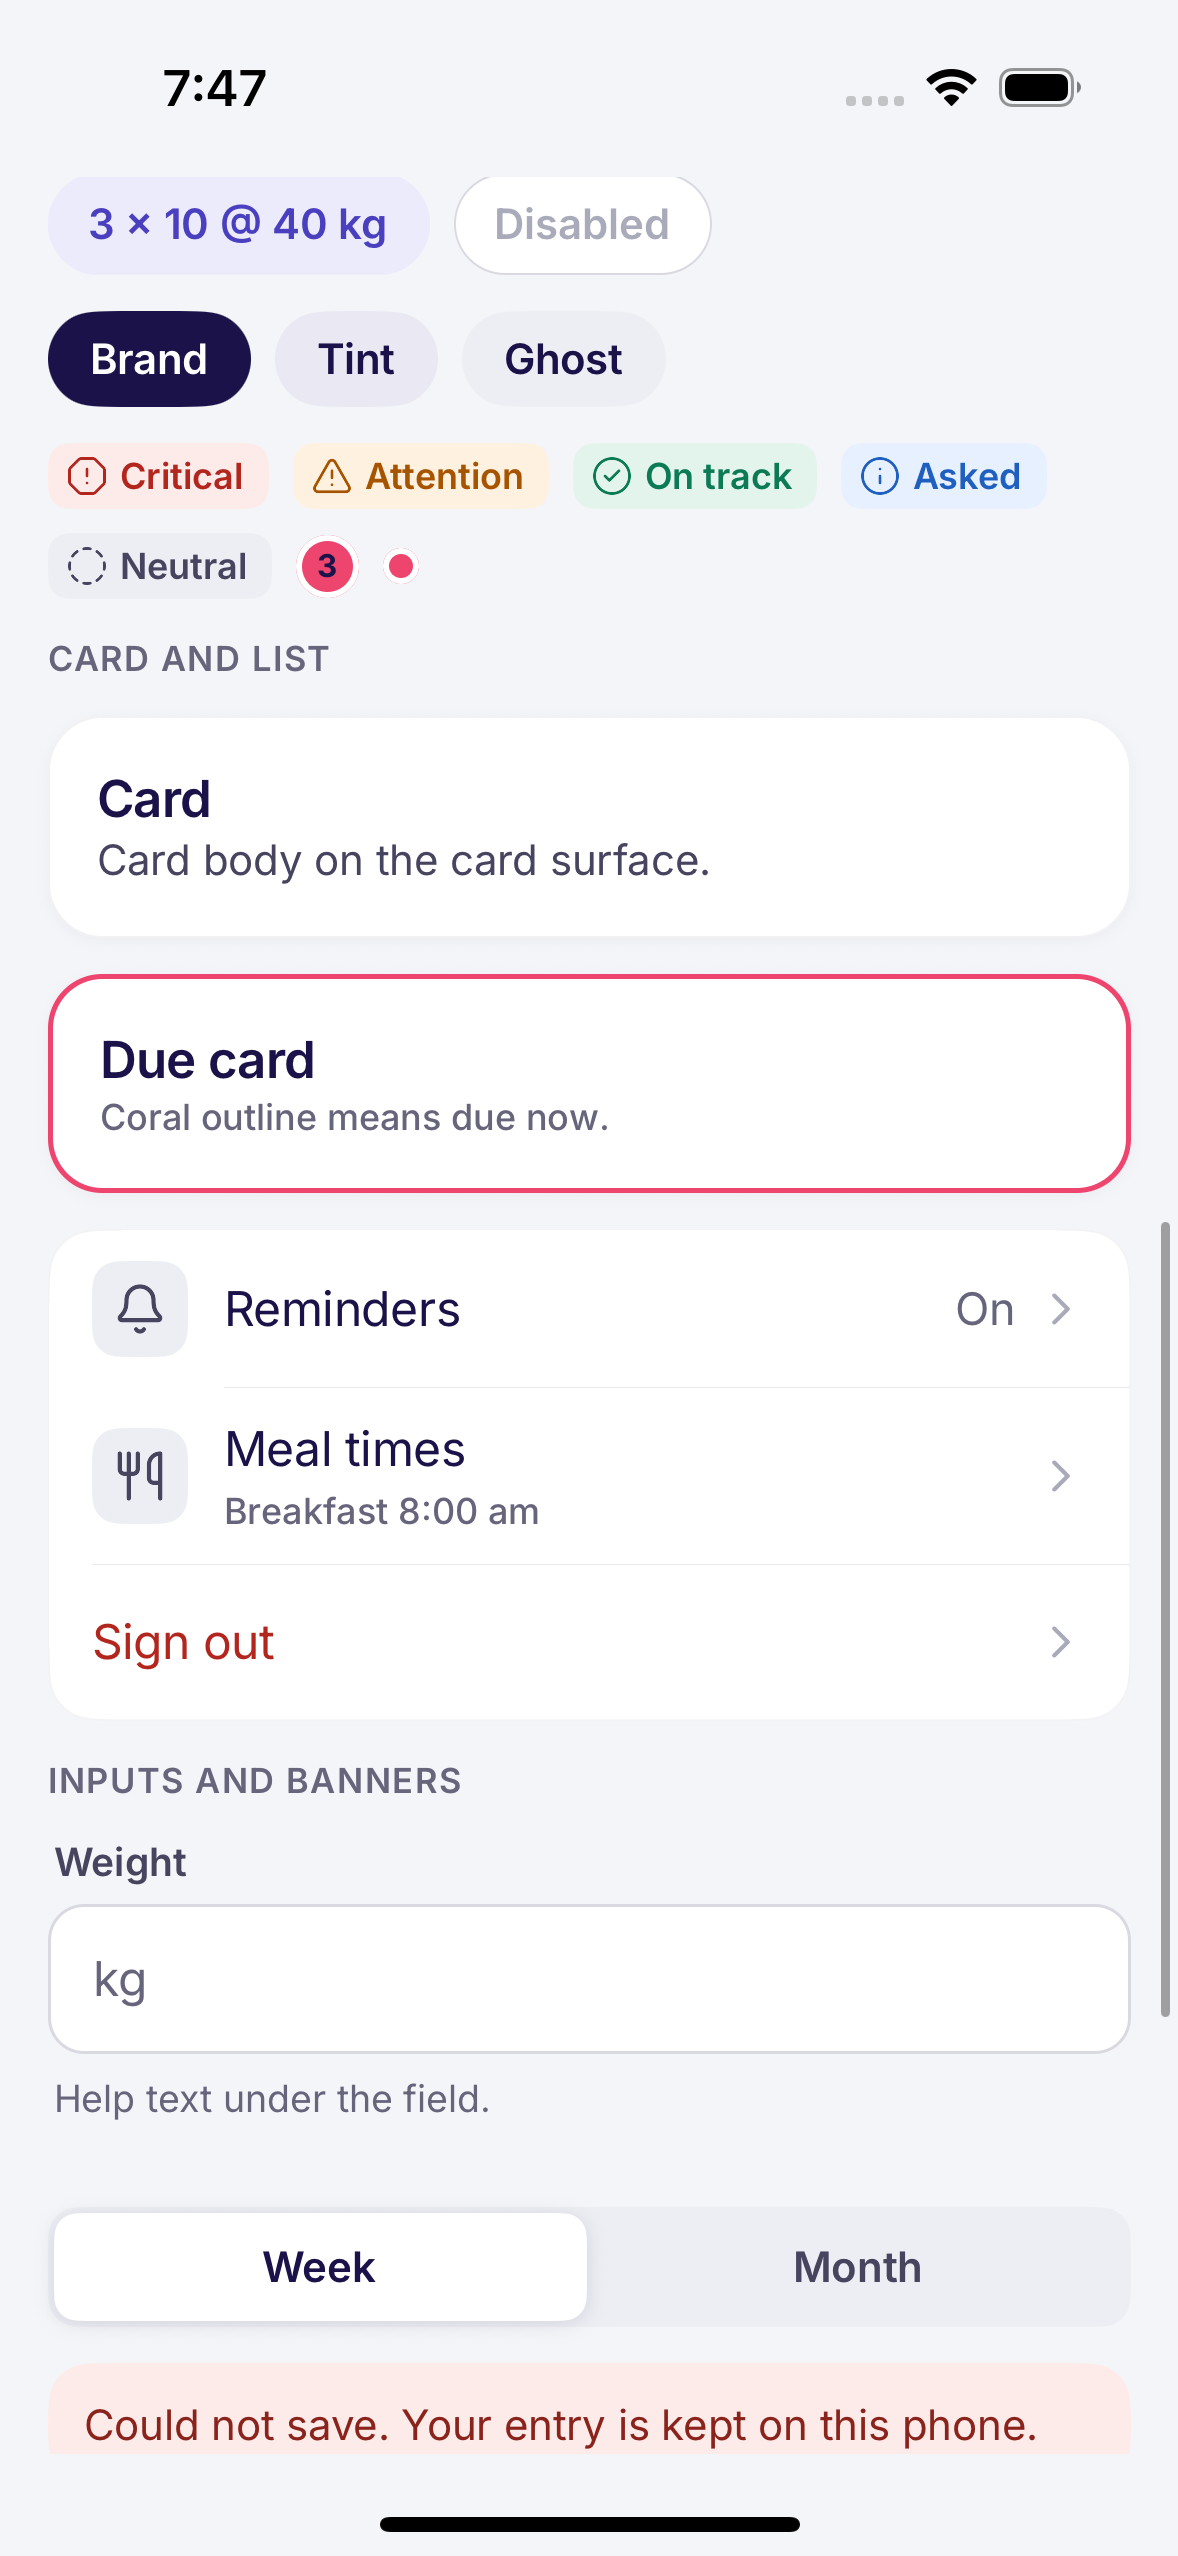 7:47
3 × 10 @ 40 kg
Disabled
Brand
Tint
Ghost
Critical
Attention
On track
Asked
Neutral
3
CARD AND LIST
Card
Card body on the card surface.
Due card
Coral outline means due now.
Reminders
On
Meal times
Breakfast 8:00 am
Sign out
INPUTS AND BANNERS
Weight
kg
Help text under the field.
Week
Month
Could not save. Your entry is kept on this phone.